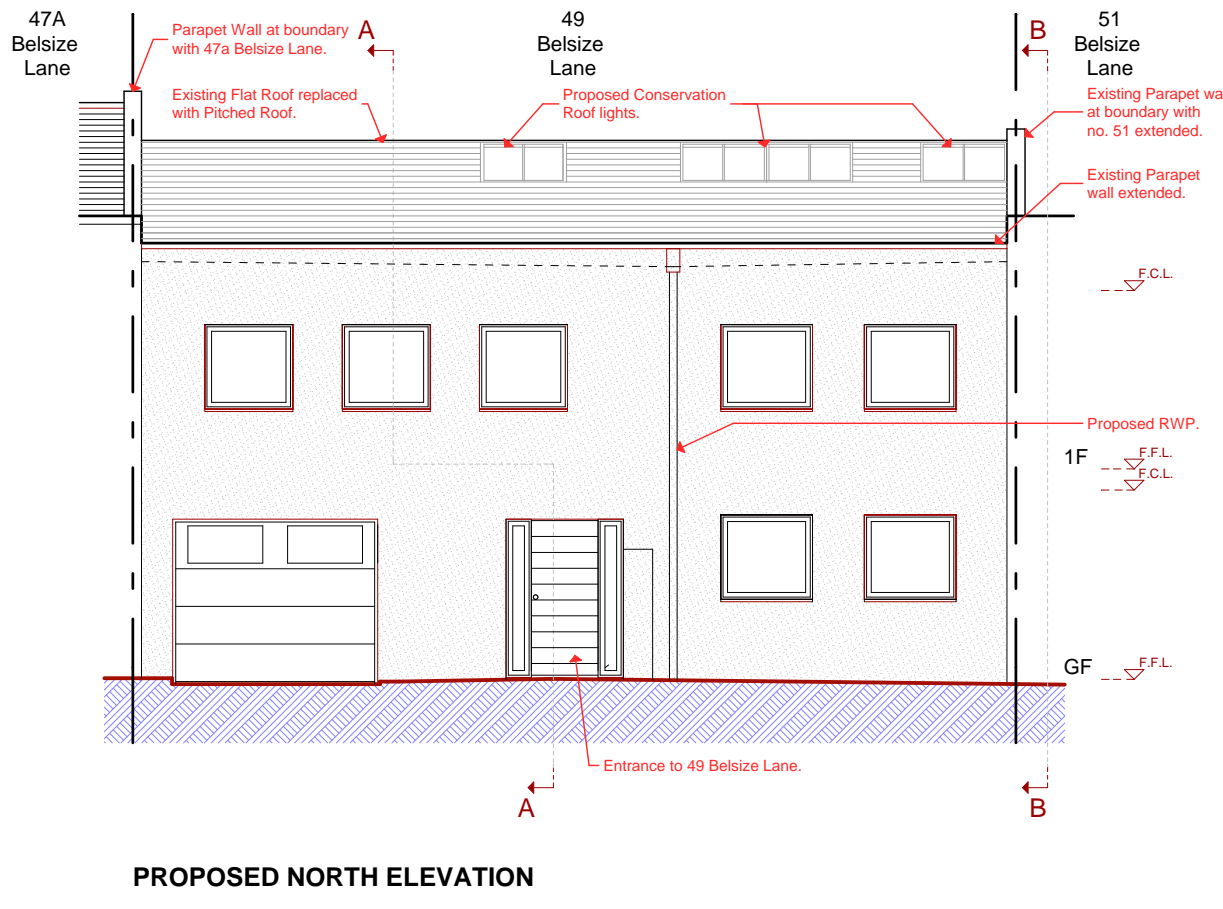 47A
Belsize
Lane
Parapet Wall at boundary
with 47a Belsize Lane.
A
49
Belsize
Lane
B
51
Belsize
Lane
Existing Flat Roof replaced
with Pitched Roof.
Proposed Conservation
Roof lights.
Existing Parapet wa
at boundary with
no. 51 extended.
Existing Parapet
wall extended.
F.C.L.
Proposed RWP.
1F
F.F.L.
F.C.L.
GF
F.F.L.
Entrance to 49 Belsize Lane.
A
B
PROPOSED NORTH ELEVATION